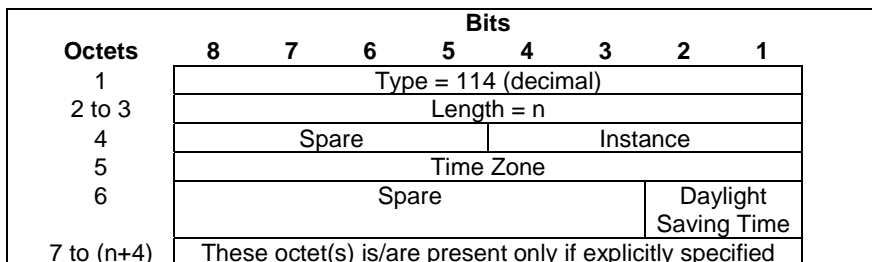 Bits
Octets 8 7 6 5 4 3 2 1
1 Type = 114 (decimal)
2 to 3 Length = n
4 Spare Instance
5 Time Zone
6 Spare Daylight
Saving Time
7 to (n+4) These octet(s) is/are present only if explicitly specified